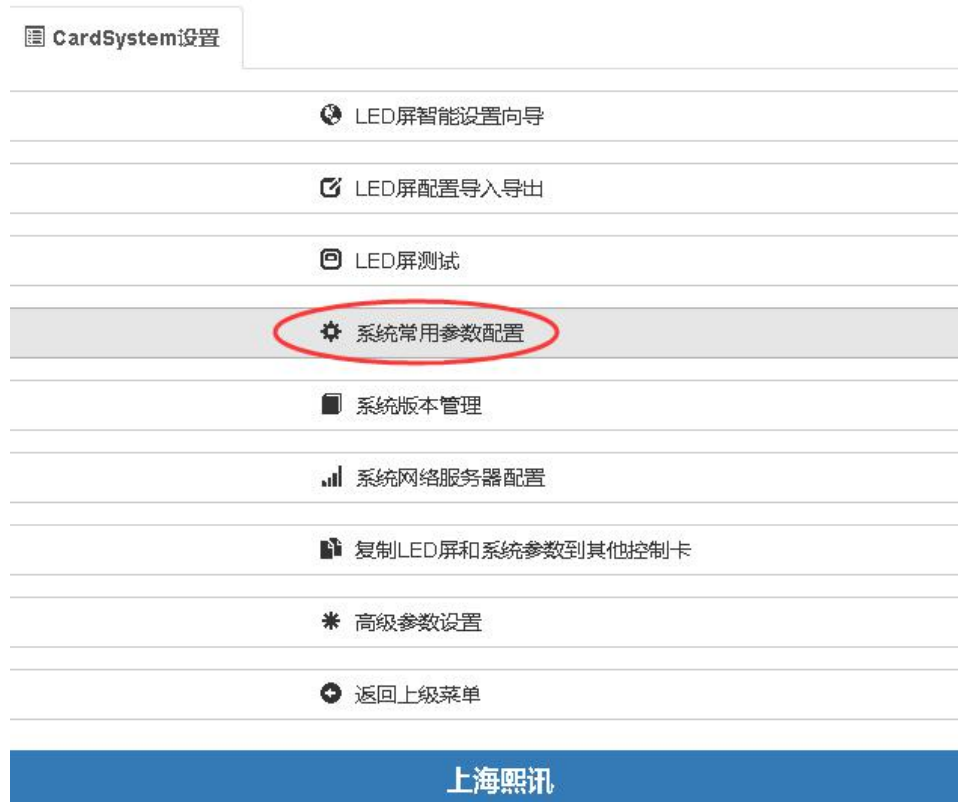 CardSystem设置
LED屏智能设置向导
LED屏配置导入导出
LED屏测试
系统常用参数配置
系统版本管理
系统网络服务器配置
复制LED屏和系统参数到其他控制卡
高级参数设置
返回上级菜单
上海熙讯